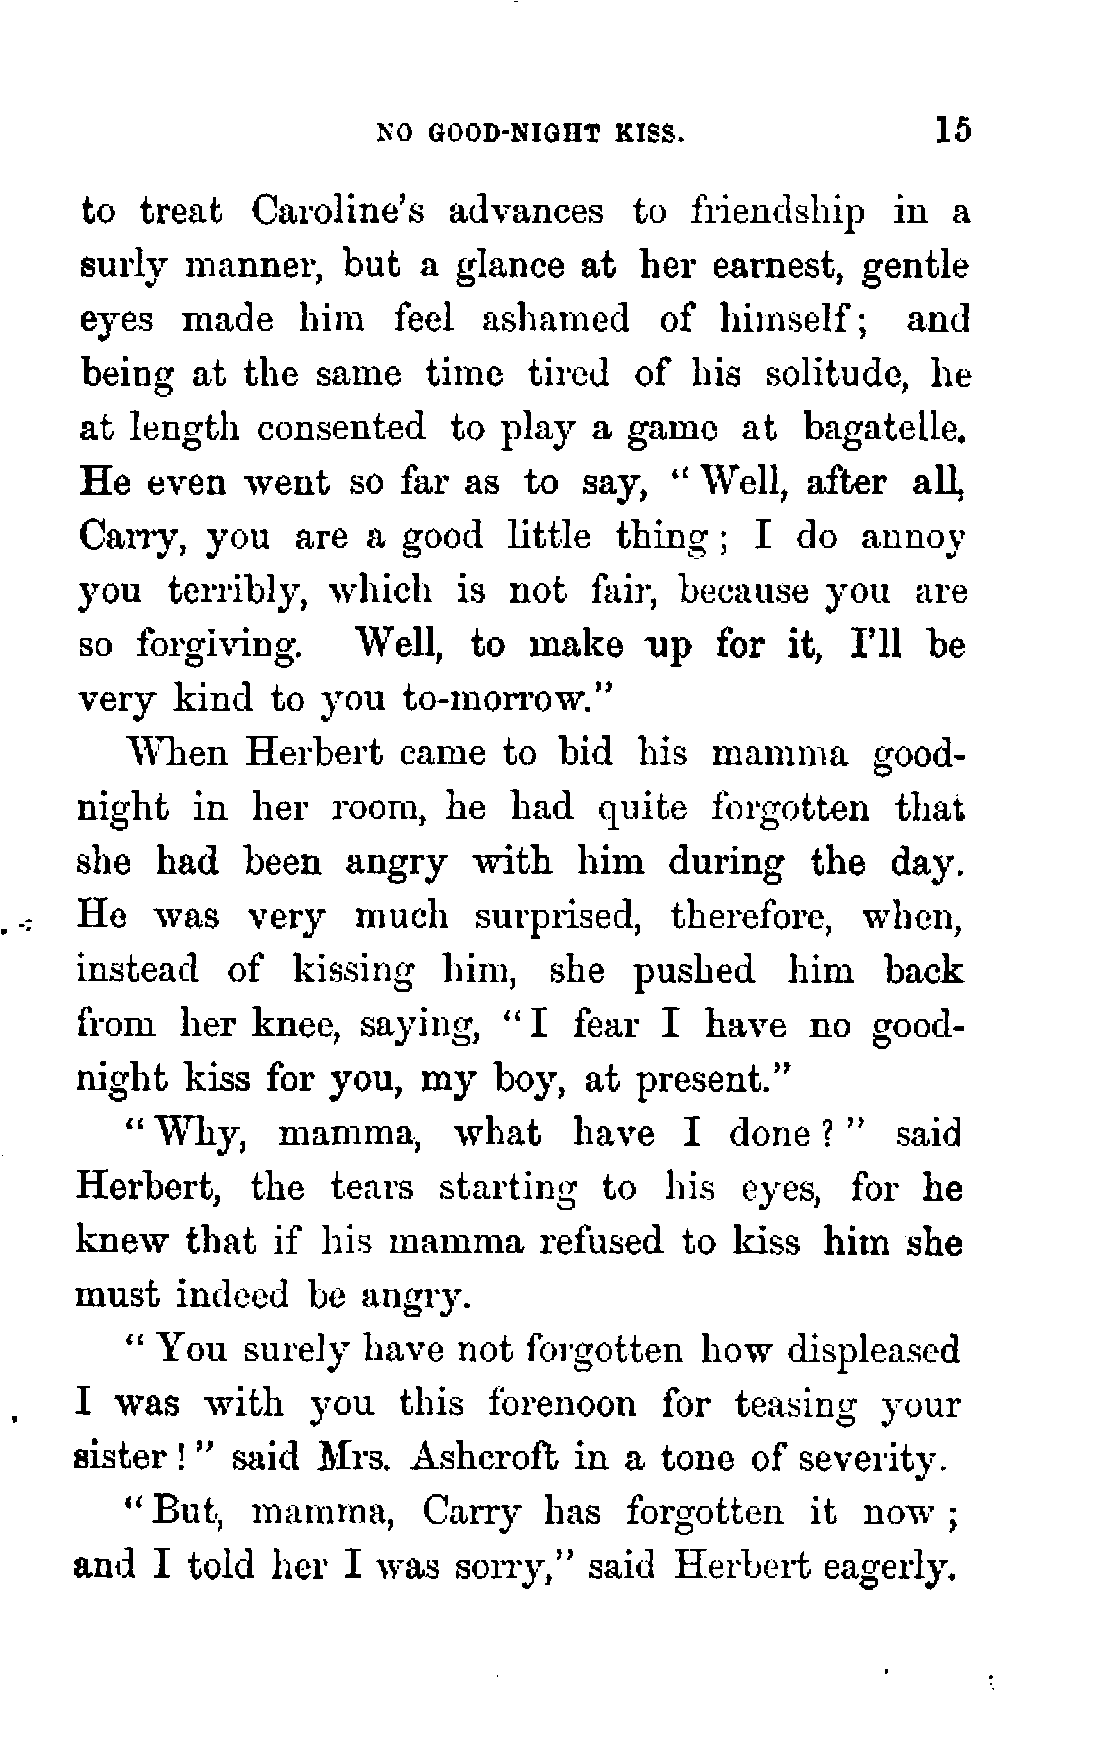 NO GOOD-NIGHT KISS. 15
to treat Caroline's advances to friendship in a
surly manner, but a glance at her earnest, gentle
eyes made him feel ashamed of himself; and
being at the same time tired of his solitude, he
at length consented to play a game at bagatelle.
He even went so far as to say, "Well, after all,
Carry, you are a good little thing; I do annoy
you terribly, which is not fair, because you are
so forgiving. Well, to make up for it, I'll be
very kind to you to-morrow."
When Herbert came to bid his mamma good-
night in her room, he had quite forgotten that
she had been angry with him during the day.
He was very much surprised, therefore, when,
instead of kissing him, she pushed him back
from her knee, saying, "I fear I have no good-
night kiss for you, my boy, at present."
"Why, mamma, what have I done?" said
Herbert, the tears starting to his eyes, for he
knew that if his mamma refused to kiss him she
must indeed be angry.
"You surely have not forgotten how displeased
I was with you this forenoon for teasing your
sister!" said Mrs. Ashcroft in a tone of severity.
"But, mamma, Carry has forgotten it now;
and I told her I was sorry," said Herbert eagerly.